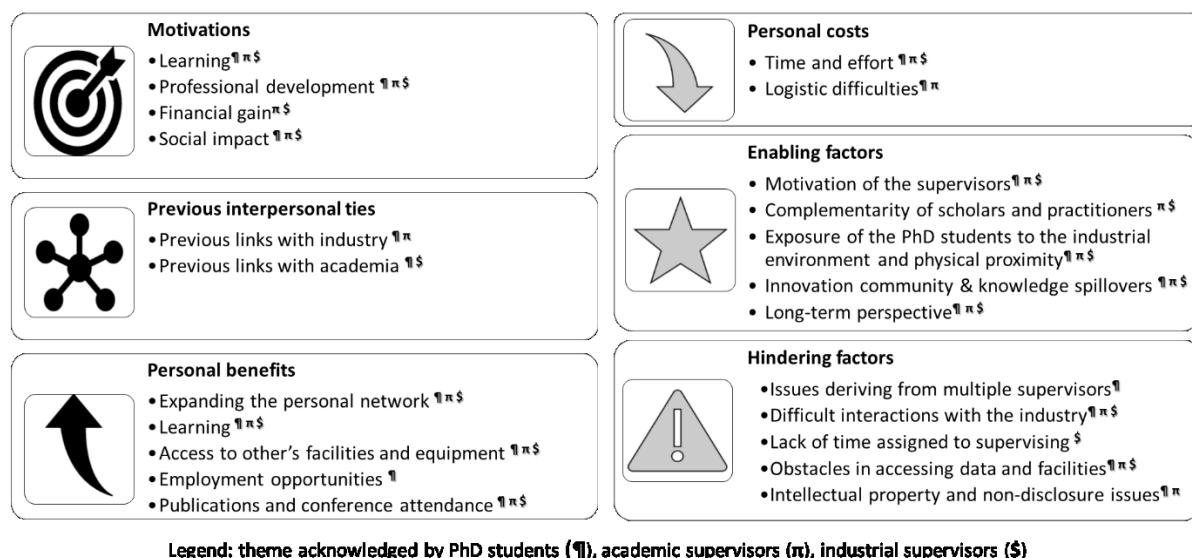 Motivations
•Learning¶ π $
•Professional development ¶ π $
•Financial gainπ $
•Social impact ¶ π $
Previous interpersonal ties
•Previous links with industry ¶ π
•Previous links with academia ¶ $
Personal benefits
•Expanding the personal network ¶ π $
•Learning ¶ π $
•Access to other’s facilities and equipment ¶ π $
•Employment opportunities ¶
•Publications and conference attendance ¶ π $
Personal costs
• Time and effort ¶ π $
• Logistic difficulties¶ π
Enabling factors
• Motivation of the supervisors¶ π $
• Complementarity of scholars and practitioners π $
• Exposure of the PhD students to the industrial
environment and physical proximity¶ π $
• Innovation community & knowledge spillovers ¶ π $
• Long-term perspective¶ π $
Hindering factors
•Issues deriving from multiple supervisors¶
•Difficult interactions with the industry¶ π $
•Lack of time assigned to supervising $
•Obstacles in accessing data and facilities¶ π $
•Intellectual property and non-disclosure issues¶ π
Legend: theme acknowledged by PhD students (¶), academic supervisors (π), industrial supervisors ($)